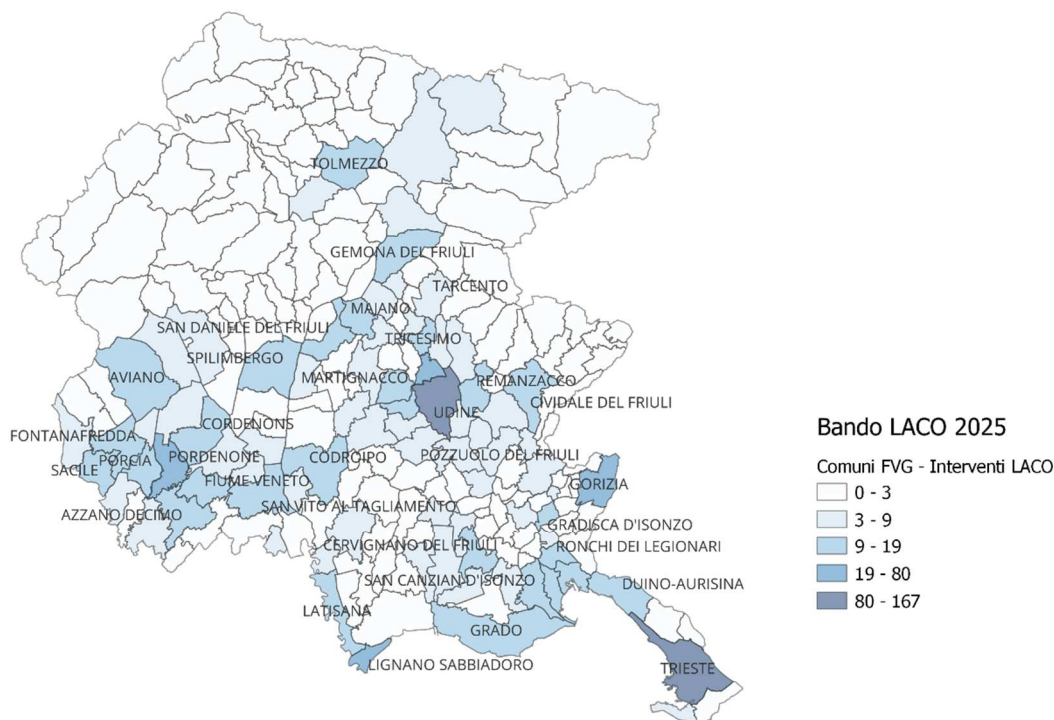 TOLMEZZO
GEMONA DEL FRIULI
TARCENTO
MAJANO
SAN DANIELE DEL FRIULI
TRICESIMO
SPILIMBERGO
AVIANO
MARTIGNACCO
REMANZACCO
CIVIDALE DEL FRIULI
UDINE
CORDENONS
FONTANAFREDDA
PORCIA
PORDENONE
CODROIPO
POZZUOLO DEL FRIULI
SACILE
FIUME VENETO
GORIZIA
SAN VITO AL TAGLIAMENTO
AZZANO DECIMO
GRADISCA D'ISONZO
CERVIGNANO DEL FRIULI
RONCHI DEI LEGIONARI
SAN CANZIAN D'ISONZO
DUINO-AURISINA
LATISANA
GRADO
LIGNANO SABBIADORO
TRIESTE
Bando LACO 2025
Comuni FVG - Interventi LACO
0 - 3
3 - 9
9 - 19
19 - 80
80 - 167